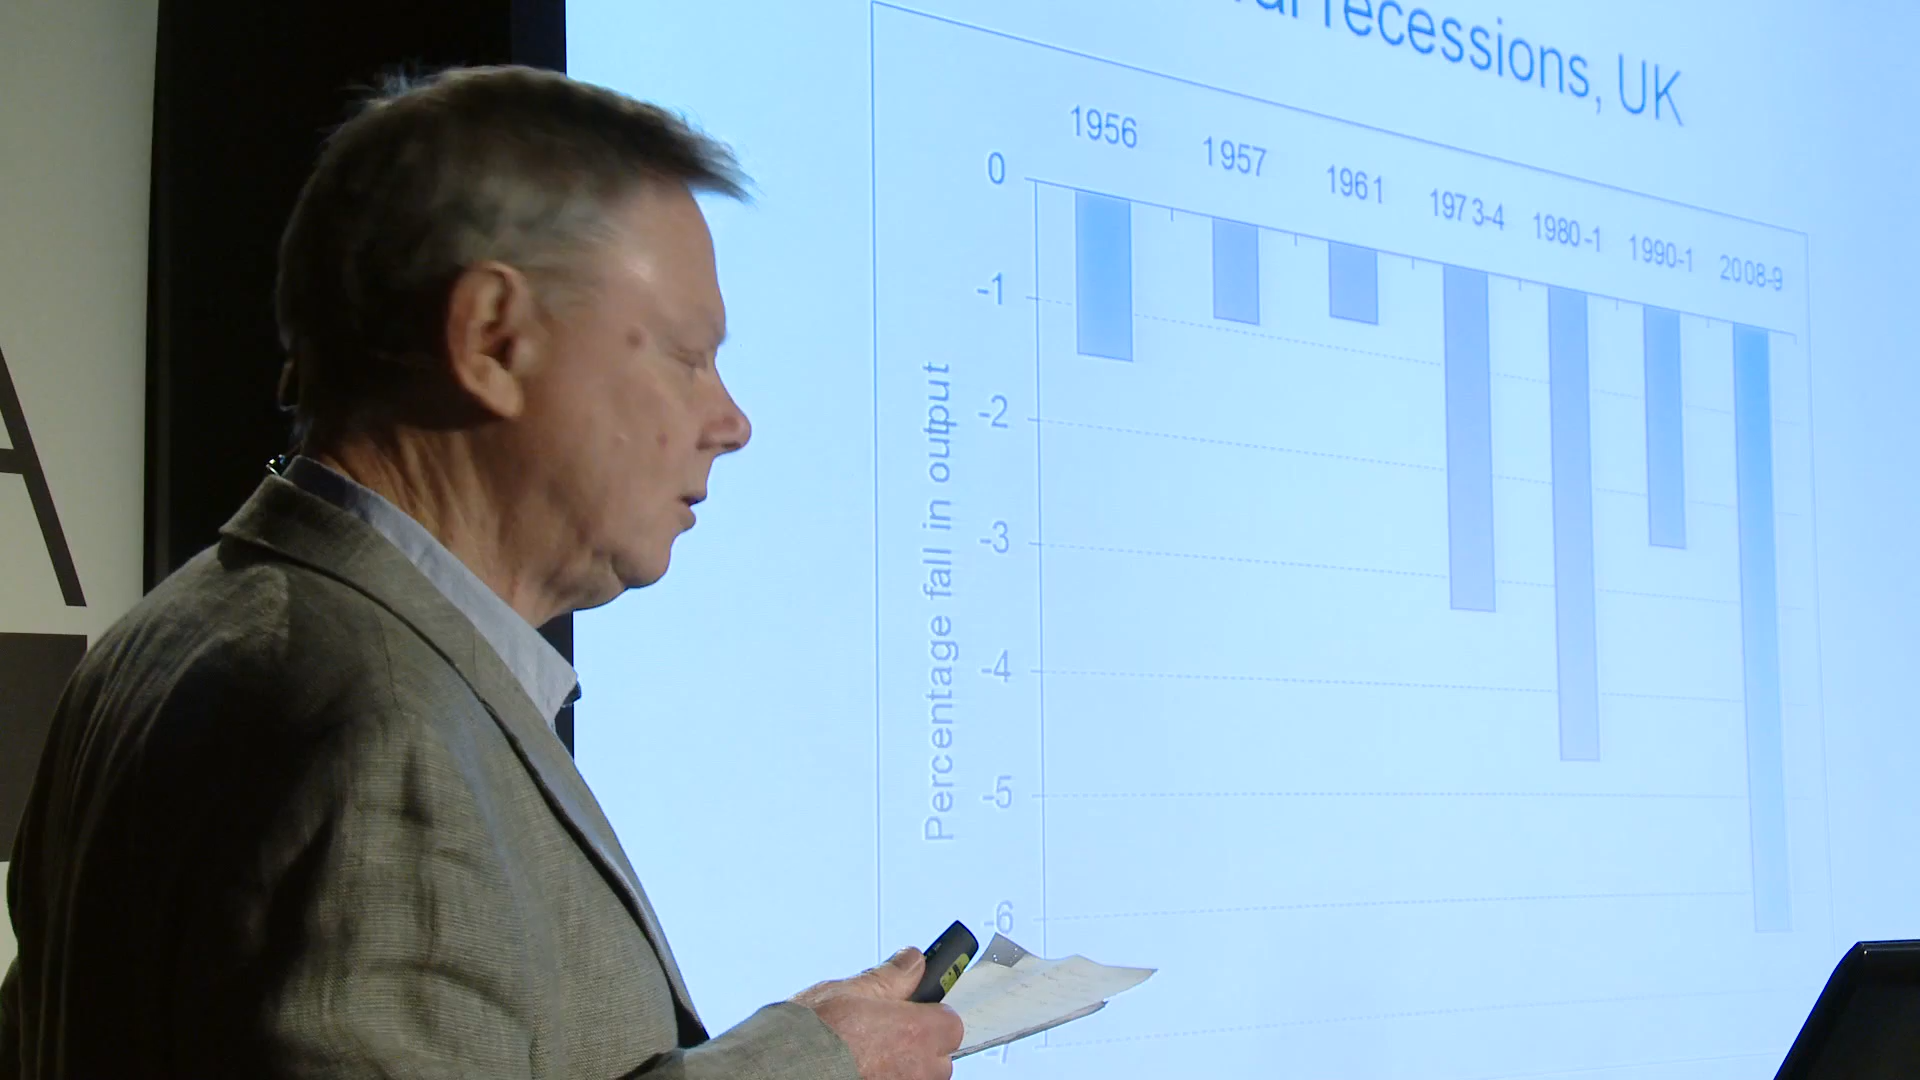 recessions, UK
1956 1957 1961 1973-4 1980-1 1990-1 2008-9
0
-1
-2
-3
-4
-5
-6
-7
Percentage fall in output
A